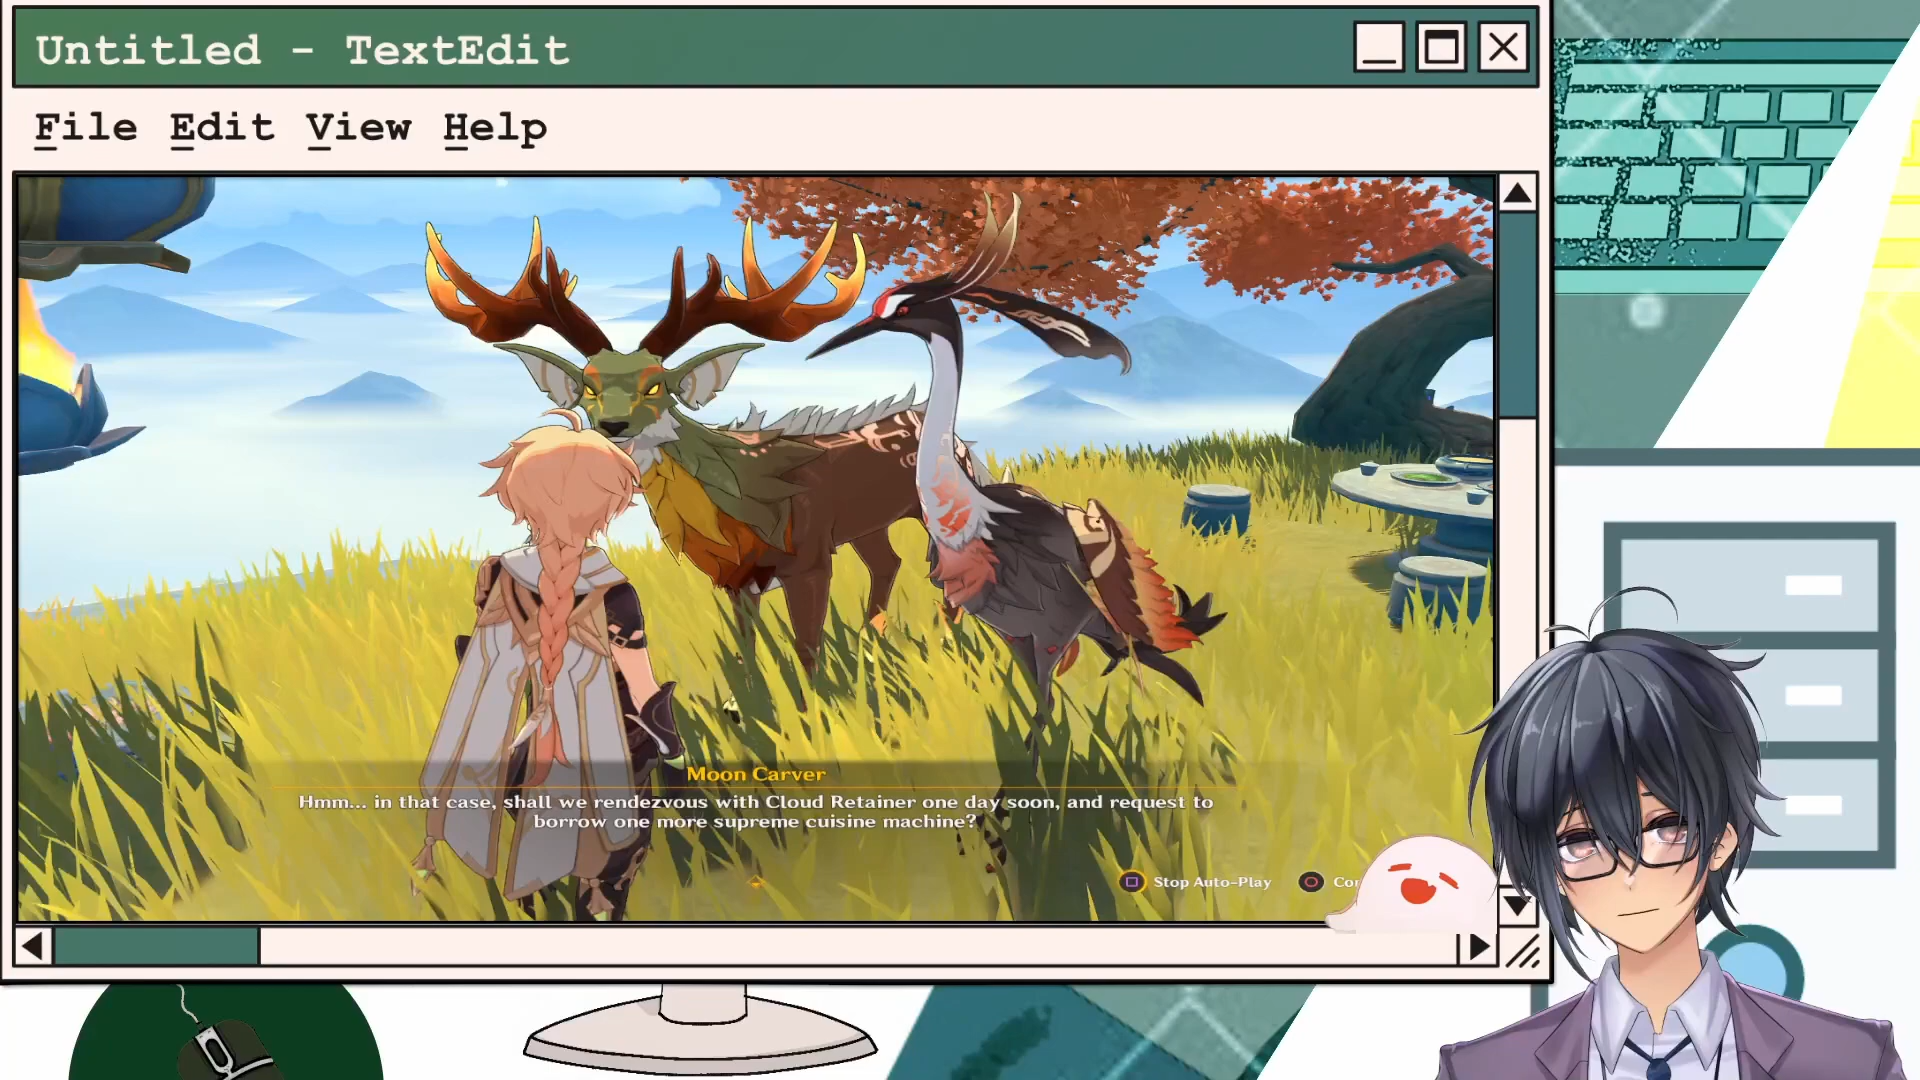 Untitled - TextEdit
File Edit View Help
Moon Carver
Hmm... in that case, shall we rendezvous with Cloud Retainer one day soon, and request to
borrow one more supreme cuisine machine?
Stop Auto-Play